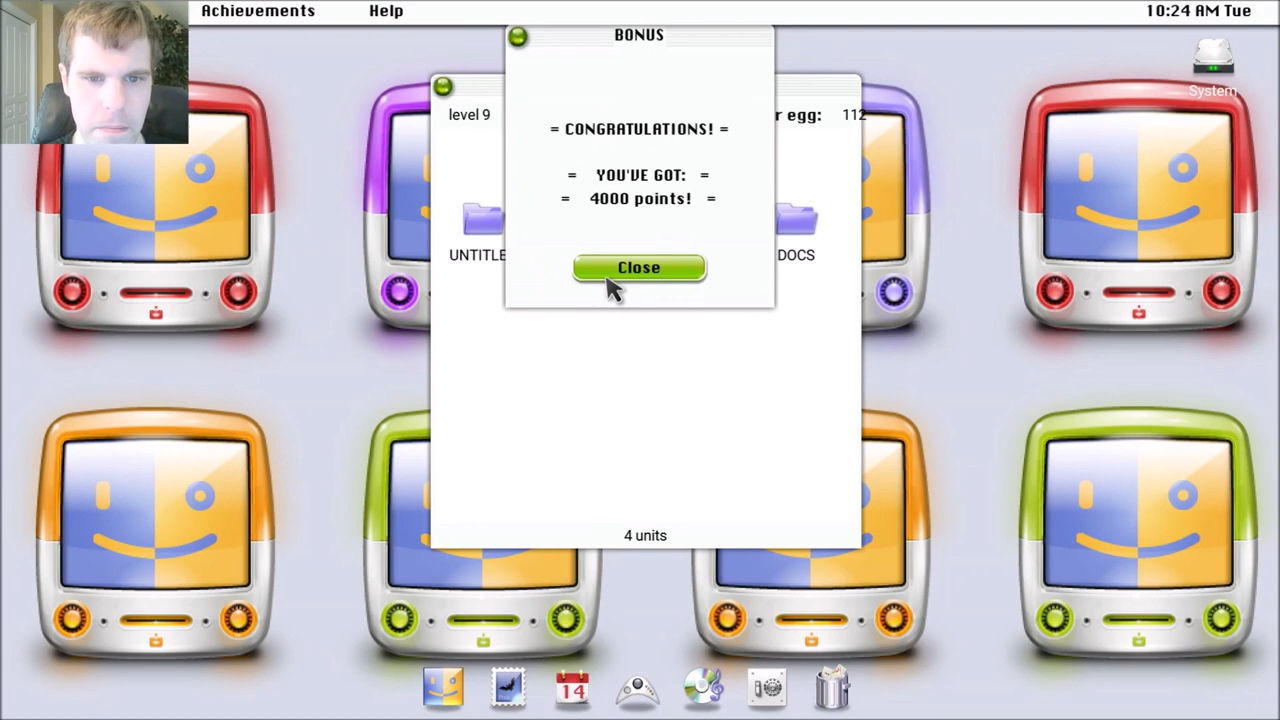 Achievements Help 10:24 AM Tue
BONUS
System
level 9 r egg: 112
= CONGRATULATIONS! =
= YOU'VE GOT: =
= 4000 points! =
UNTITLE DOCS
Close
4 units
14